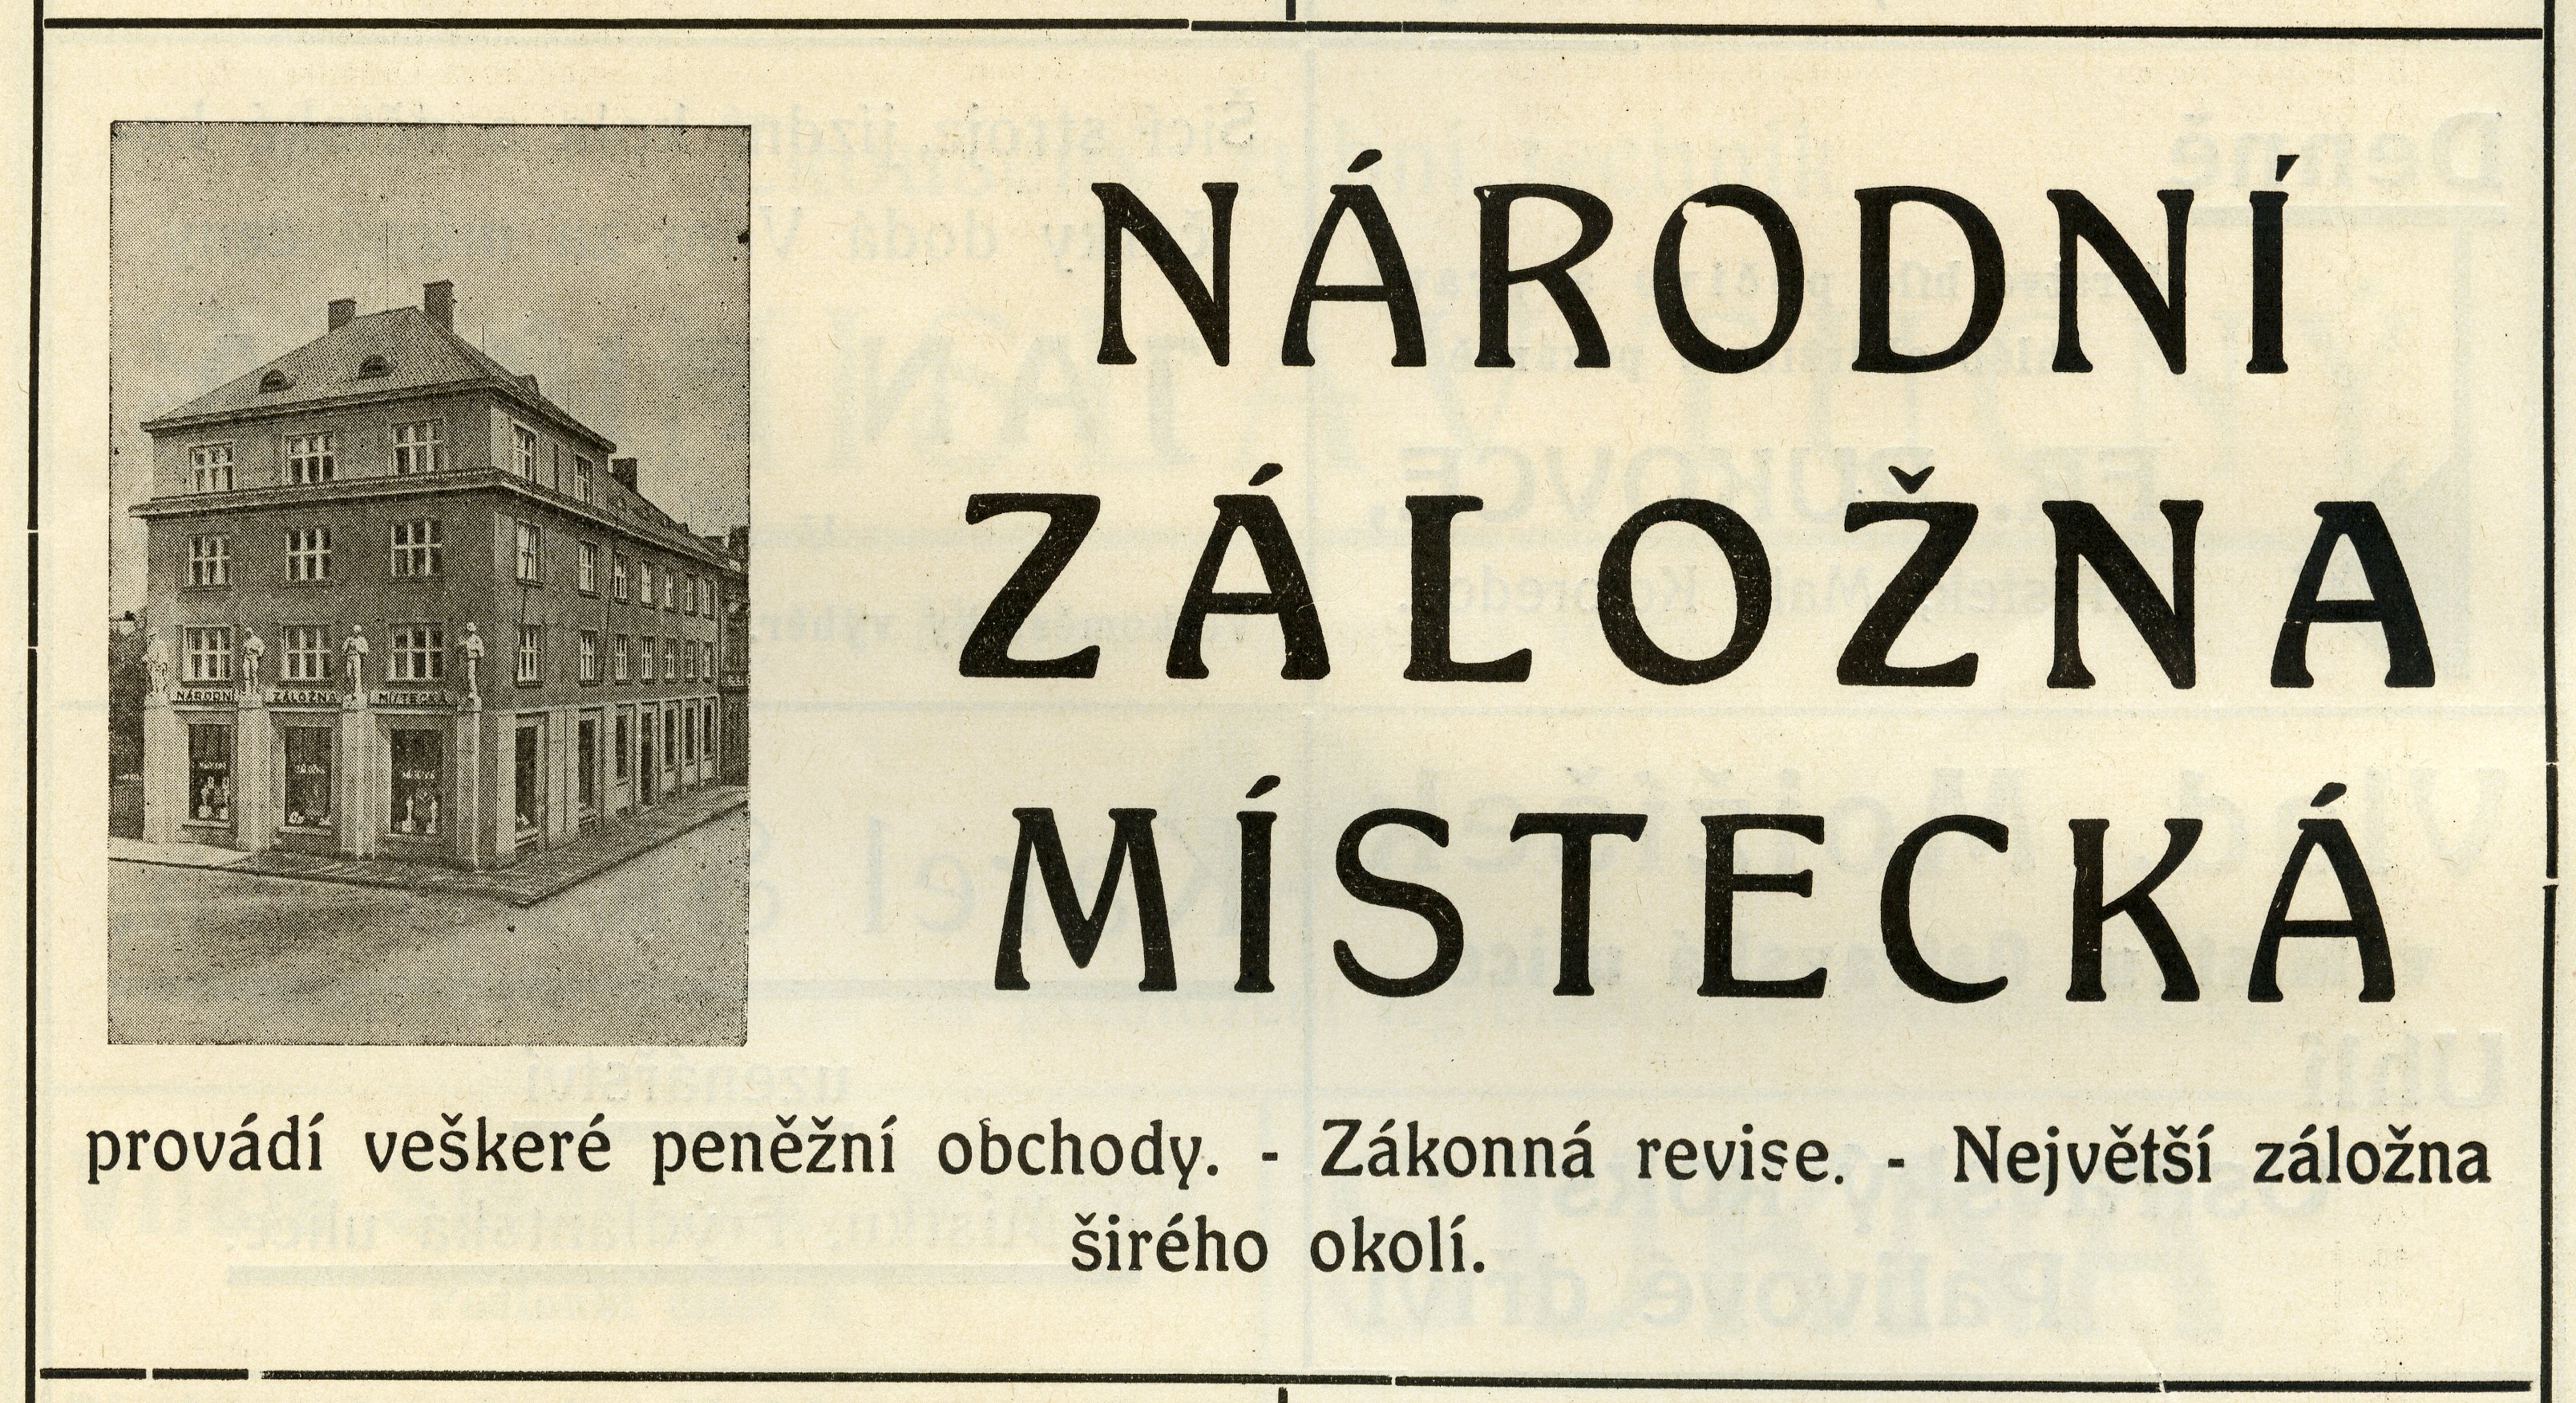 NÁRODNÍ
ZÁLOŽNA
MÍSTECKÁ
NÁRODNÍ ZÁLOŽNA MÍSTECKÁ
provádí veškeré peněžní obchody. - Zákonná revise. - Největší záložna
širého okolí.